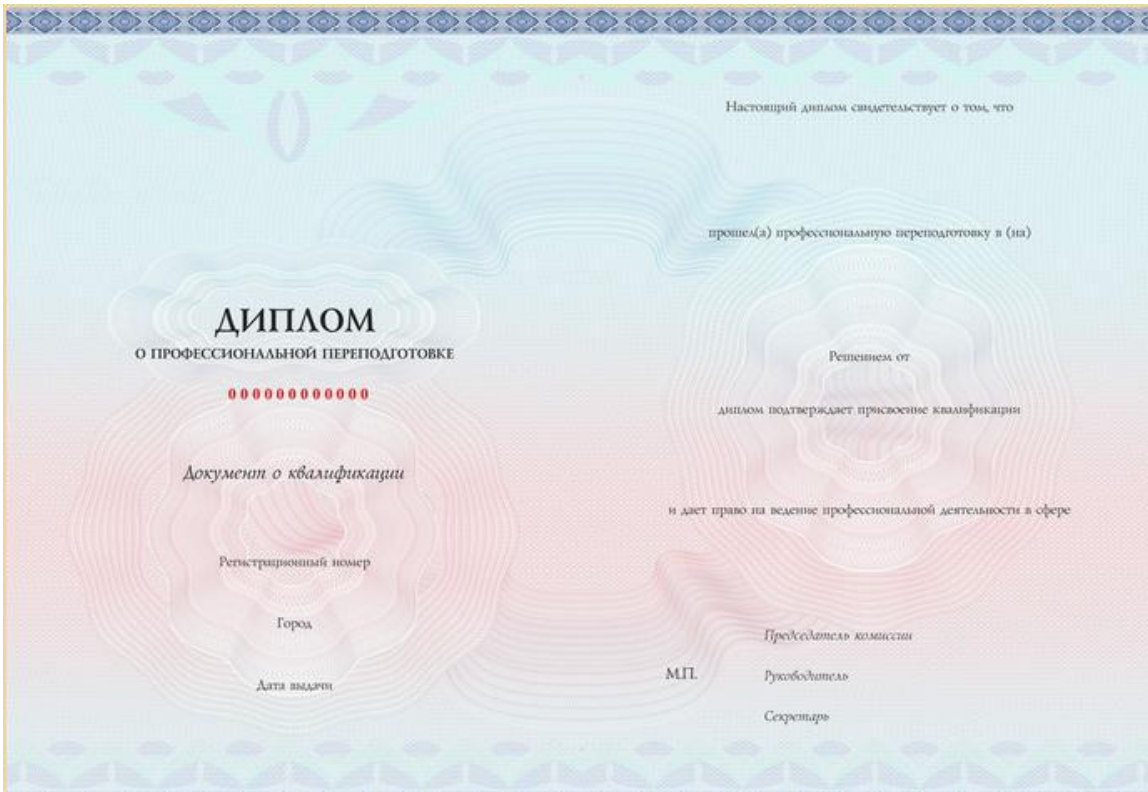 ДИПЛОМ
О ПРОФЕССИОНАЛЬНОЙ ПЕРЕПОДГОТОВКЕ
000000000000
Документ о квалификации
Регистрационный номер
Город
Дата выдачи
Настоящий диплом свидетельствует о том, что
прошел(а) профессиональную переподготовку в (на)
Решением от
диплом подтверждает присвоение квалификации
и дает право на ведение профессиональной деятельности в сфере
Председатель комиссии
М.П. Руководитель
Секретарь